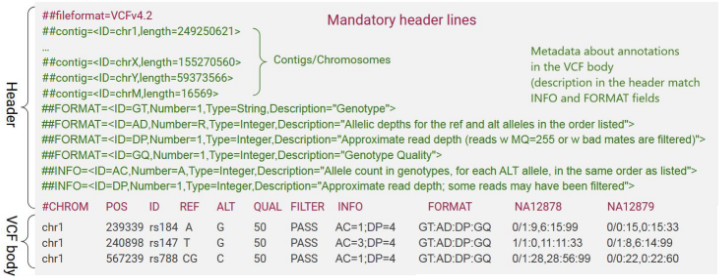 ##fileformat=VCFv4.2
Mandatory header lines
##contig=<ID=chr1,length=249250621>
...
##contig=<ID=chrX,length=155270560>
##contig=<ID=chrY,length=59373566>
##contig=<ID=chrM,length=16569>
Contigs/Chromosomes
Metadata about annotations
in the VCF body
(description in the header match
INFO and FORMAT fields
##FORMAT=<ID=GT,Number=1,Type=String,Description="Genotype">
##FORMAT=<ID=AD,Number=R,Type=Integer,Description="Allelic depths for the ref and alt alleles in the order listed">
##FORMAT=<ID=DP,Number=1,Type=Integer,Description="Approximate read depth (reads w MQ=255 or w bad mates are filtered)">
##FORMAT=<ID=GQ,Number=1,Type=Integer,Description="Genotype Quality">
##INFO=<ID=AC,Number=A,Type=Integer,Description="Allele count in genotypes, for each ALT allele, in the same order as listed">
##INFO=<ID=DP,Number=1,Type=Integer,Description="Approximate read depth; some reads may have been filtered">
Header
#CHROM POS ID REF ALT QUAL FILTER INFO FORMAT NA12878 NA12879
chr1 239339 rs184 A G 50 PASS AC=1;DP=4 GT:AD:DP:GQ 0/1:9,6:15:99 0/0:15,0:15:33
chr1 240898 rs147 T G 50 PASS AC=3;DP=4 GT:AD:DP:GQ 1/1:0,11:11:33 0/1:8,6:14:99
chr1 567239 rs788 CG C 50 PASS AC=1;DP=4 GT:AD:DP:GQ 0/1:28,28:56:99 0/0:22,0:22:60
VCF body